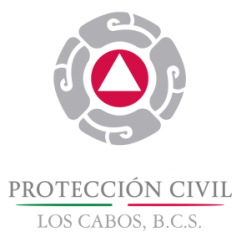 PROTECCIÓN CIVIL
LOS CABOS, B.C.S.